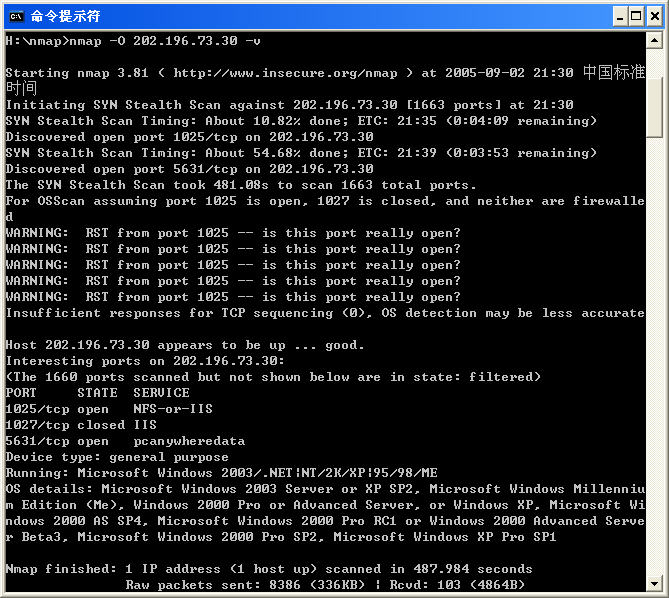 命令提示符
H:\nmap>nmap -O 202.196.73.30 -v
Starting nmap 3.81 ( http://www.insecure.org/nmap ) at 2005-09-02 21:30 中国标准
时间
Initiating SYN Stealth Scan against 202.196.73.30 [1663 ports] at 21:30
SYN Stealth Scan Timing: About 10.82% done; ETC: 21:35 (0:04:09 remaining)
Discovered open port 1025/tcp on 202.196.73.30
SYN Stealth Scan Timing: About 54.68% done; ETC: 21:39 (0:03:53 remaining)
Discovered open port 5631/tcp on 202.196.73.30
The SYN Stealth Scan took 481.08s to scan 1663 total ports.
For OSScan assuming port 1025 is open, 1027 is closed, and neither are firewalle
d
WARNING:  RST from port 1025 -- is this port really open?
WARNING:  RST from port 1025 -- is this port really open?
WARNING:  RST from port 1025 -- is this port really open?
WARNING:  RST from port 1025 -- is this port really open?
WARNING:  RST from port 1025 -- is this port really open?
Insufficient responses for TCP sequencing (0), OS detection may be less accurate
Host 202.196.73.30 appears to be up ... good.
Interesting ports on 202.196.73.30:
(The 1660 ports scanned but not shown below are in state: filtered)
PORT     STATE  SERVICE
1025/tcp open   NFS-or-IIS
1027/tcp closed IIS
5631/tcp open   pcanywheredata
Device type: general purpose
Running: Microsoft Windows 2003/.NET|NT/2K/XP|95/98/ME
OS details: Microsoft Windows 2003 Server or XP SP2, Microsoft Windows Millenniu
m Edition (Me), Windows 2000 Pro or Advanced Server, or Windows XP, Microsoft Wi
ndows 2000 AS SP4, Microsoft Windows 2000 Pro RC1 or Windows 2000 Advanced Serve
r Beta3, Microsoft Windows 2000 Pro SP2, Microsoft Windows XP Pro SP1
Nmap finished: 1 IP address (1 host up) scanned in 487.984 seconds
               Raw packets sent: 8386 (336KB) | Rcvd: 103 (4864B)